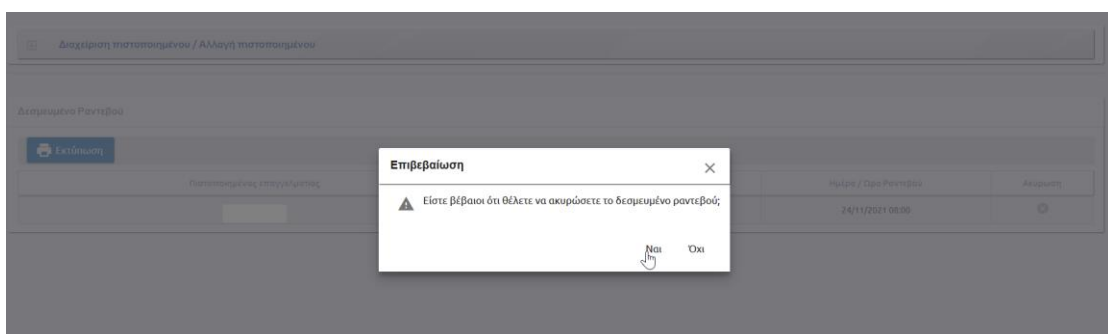 Διαχείριση πιστοποιημένου / Αλλαγή πιστοποιημένου
Δεσμευμένο Ραντεβού
Εκτύπωση
Επιβεβαίωση
Πιστοποιημένος επαγγελματίας
Ημέρα / Ώρα Ραντεβού
Ακύρωση
Είστε βέβαιοι ότι θέλετε να ακυρώσετε το δεσμευμένο ραντεβού;
24/11/2021 08:00
Ναι
Όχι